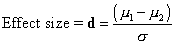 Effect size = d = (μ₁ − μ₂) / σ